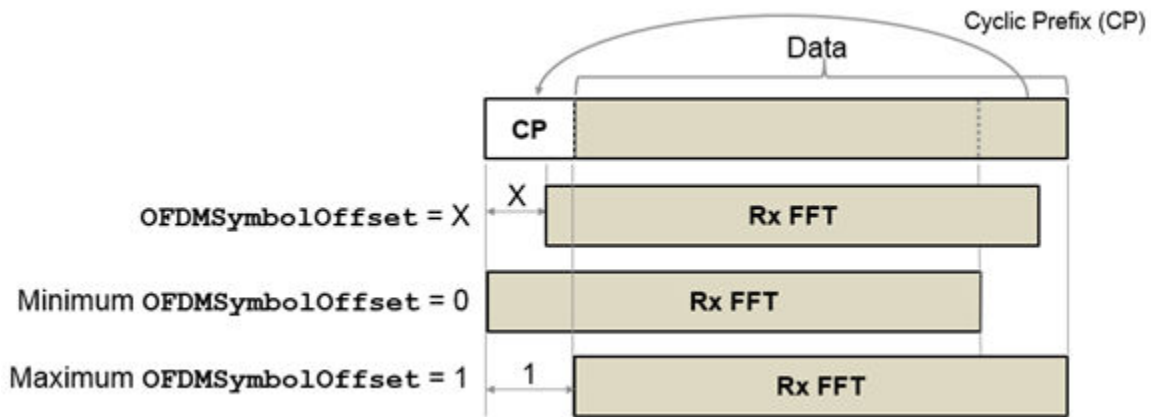 Cyclic Prefix (CP)
Data
CP
X
OFDMSymbolOffset = X
Rx FFT
Minimum OFDMSymbolOffset = 0
Rx FFT
Maximum OFDMSymbolOffset = 1
1
Rx FFT